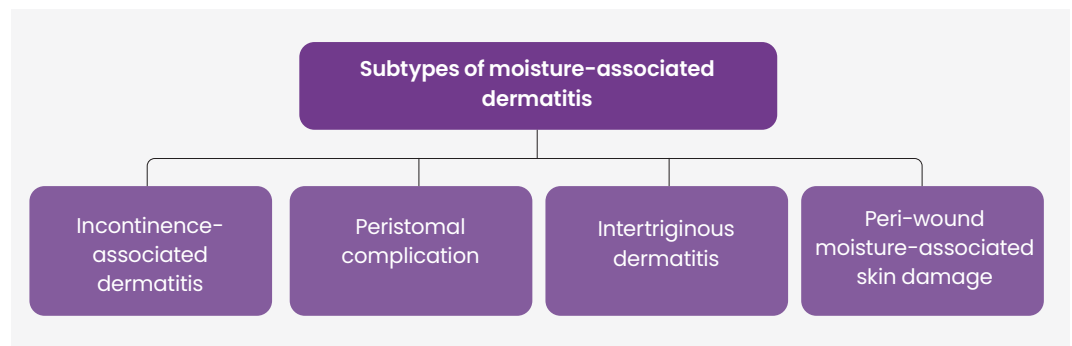 Subtypes of moisture-associated
dermatitis
Incontinence-
associated
dermatitis
Peristomal
complication
Intertriginous
dermatitis
Peri-wound
moisture-associated
skin damage